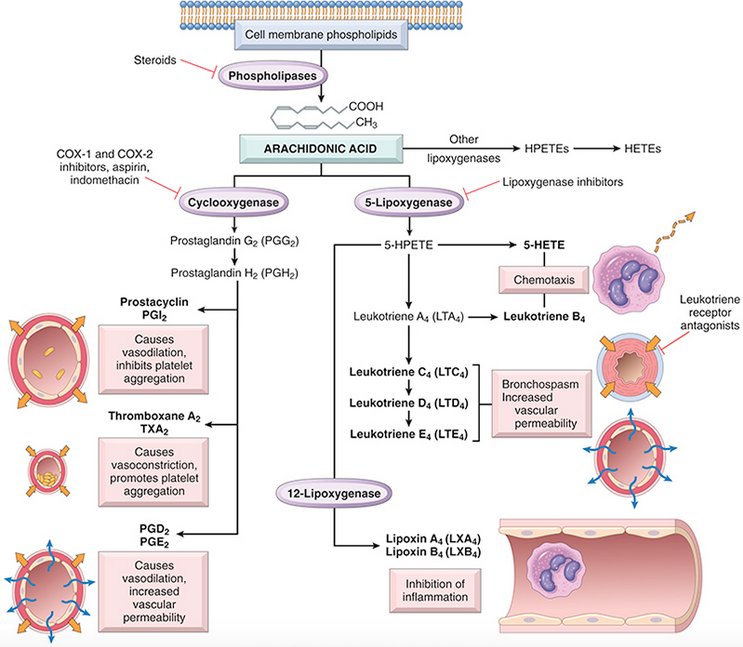 Cell membrane phospholipids
Steroids
Phospholipases
COOH
CH₃
ARACHIDONIC ACID
Other
lipoxygenases
HPETEs
HETEs
COX-1 and COX-2
inhibitors, aspirin,
indomethacin
Cyclooxygenase
5-Lipoxygenase
Lipoxygenase inhibitors
Prostaglandin G₂ (PGG₂)
Prostaglandin H₂ (PGH₂)
5-HPETE
5-HETE
Chemotaxis
Leukotriene A₄ (LTA₄)
Leukotriene B₄
Leukotriene
receptor
antagonists
Prostacyclin
PGI₂
Causes
vasodilation,
inhibits platelet
aggregation
Leukotriene C₄ (LTC₄)
Leukotriene D₄ (LTD₄)
Leukotriene E₄ (LTE₄)
Bronchospasm
Increased
vascular
permeability
Thromboxane A₂
TXA₂
Causes
vasoconstriction,
promotes platelet
aggregation
12-Lipoxygenase
PGD₂
PGE₂
Causes
vasodilation,
increased
vascular
permeability
Lipoxin A₄ (LXA₄)
Lipoxin B₄ (LXB₄)
Inhibition of
inflammation